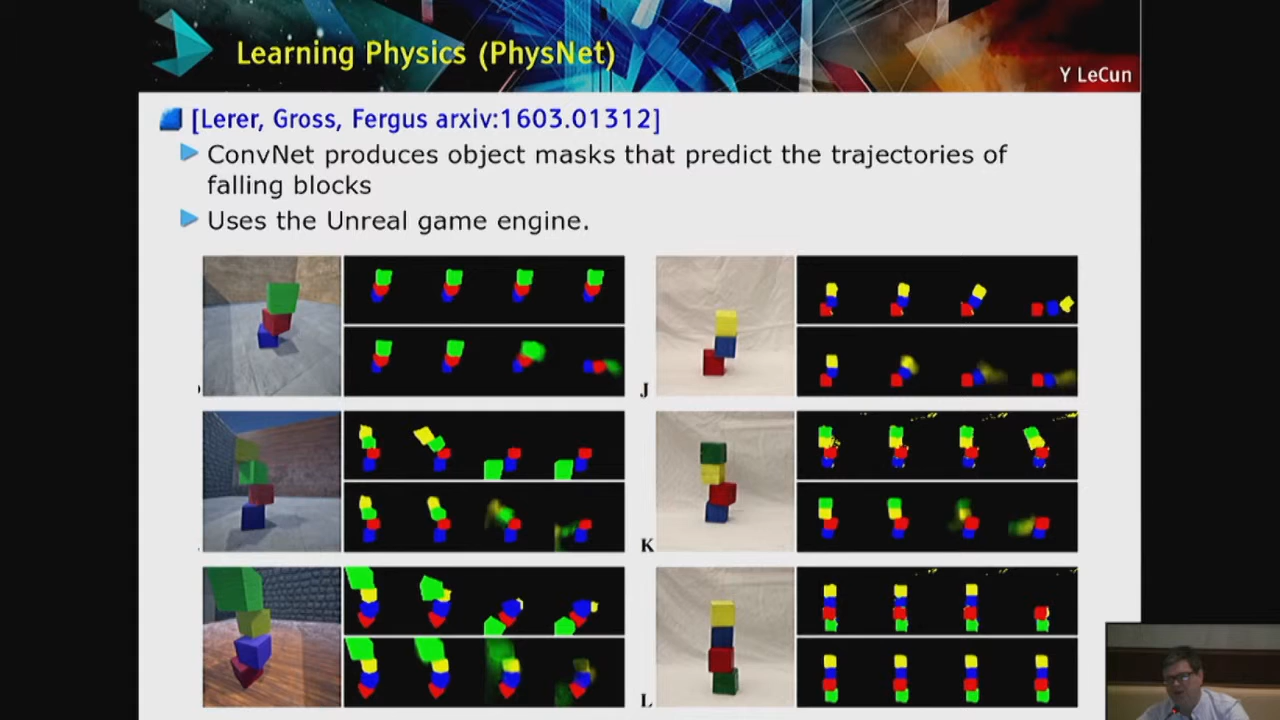 Learning Physics (PhysNet)
Y LeCun
[Lerer, Gross, Fergus arxiv:1603.01312]
ConvNet produces object masks that predict the trajectories of
falling blocks
Uses the Unreal game engine.
J
K
L